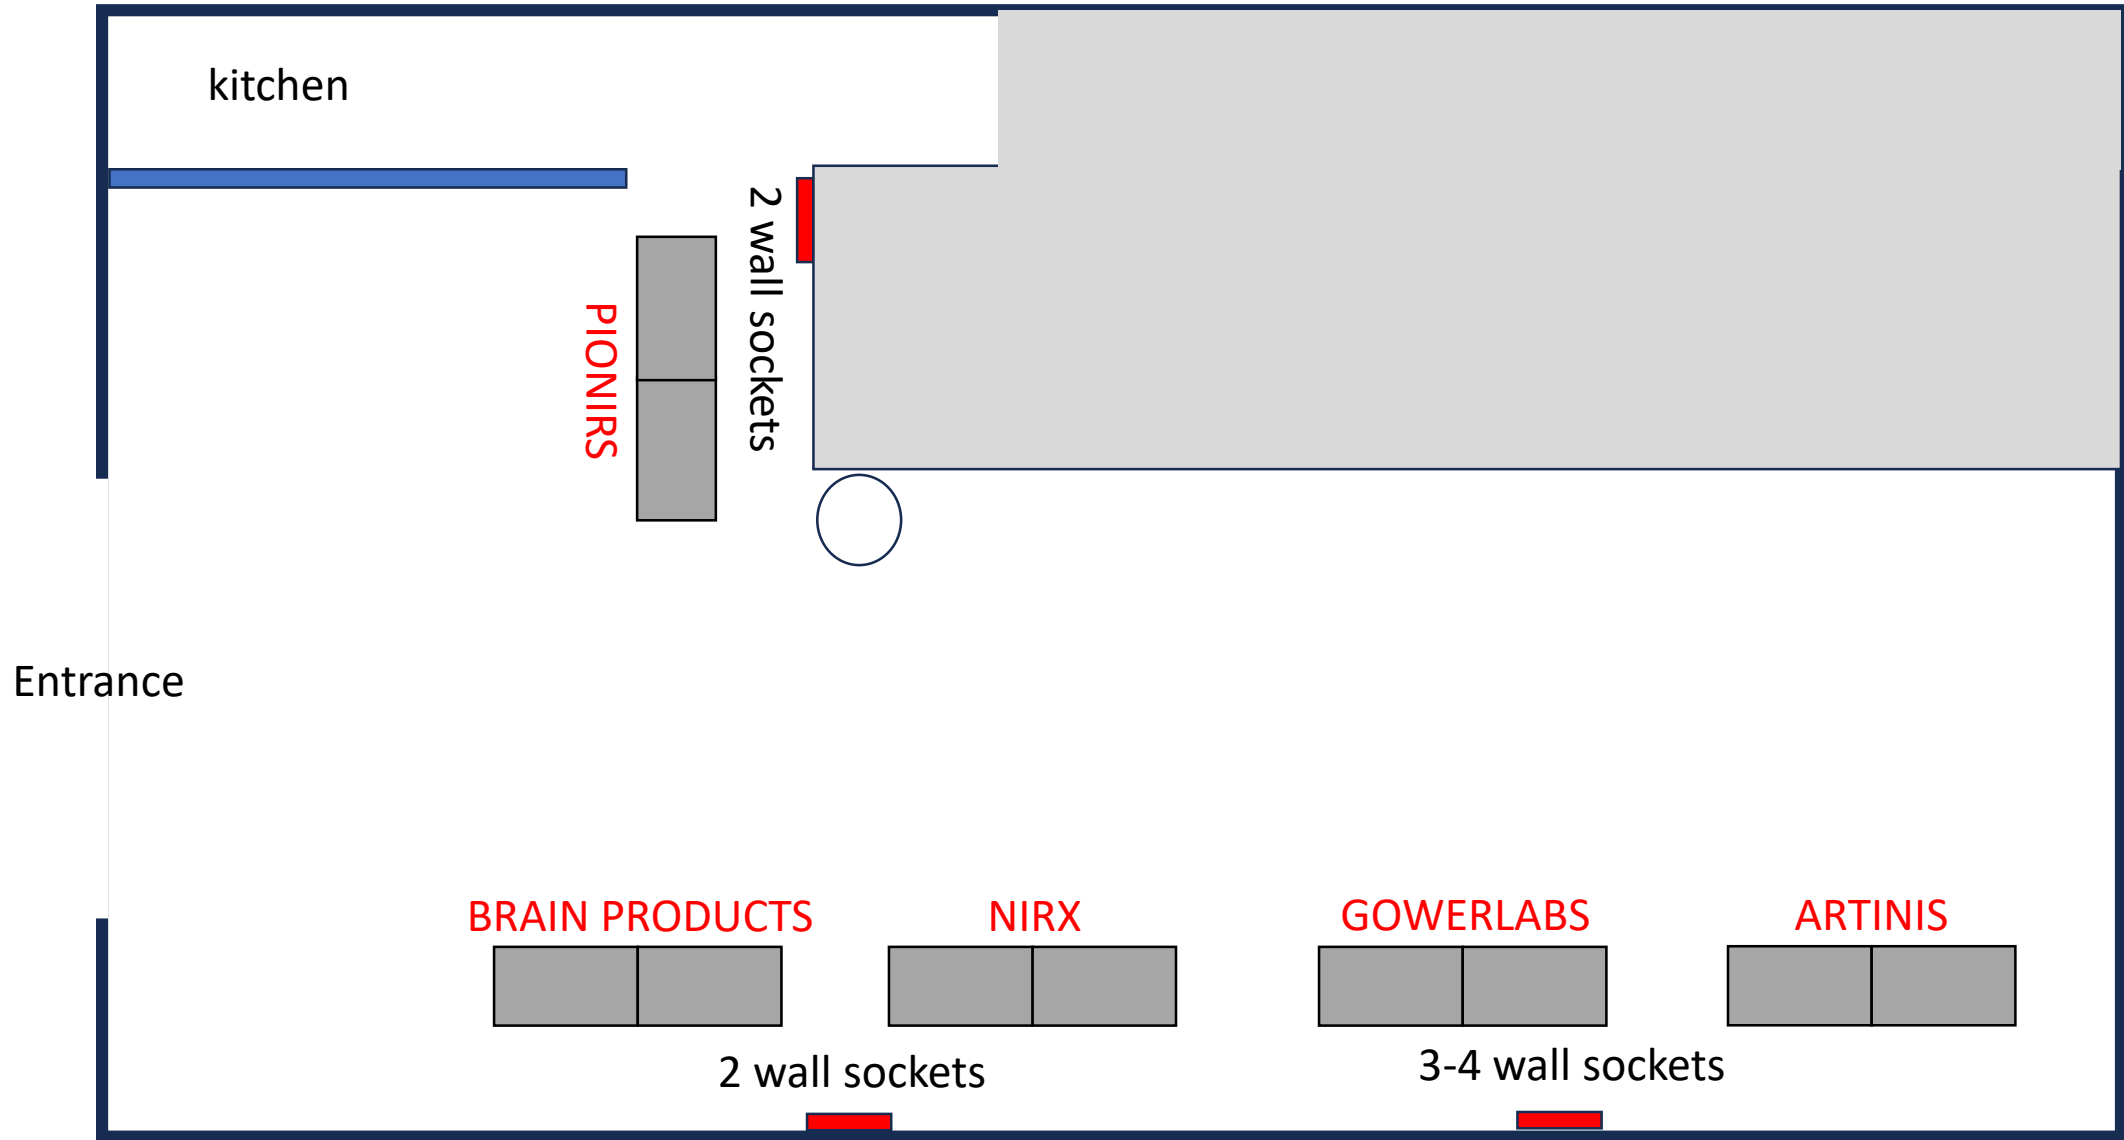 kitchen
2 wall sockets
PIONIRS
Entrance
BRAIN PRODUCTS
NIRX
GOWERLABS
ARTINIS
2 wall sockets
3-4 wall sockets